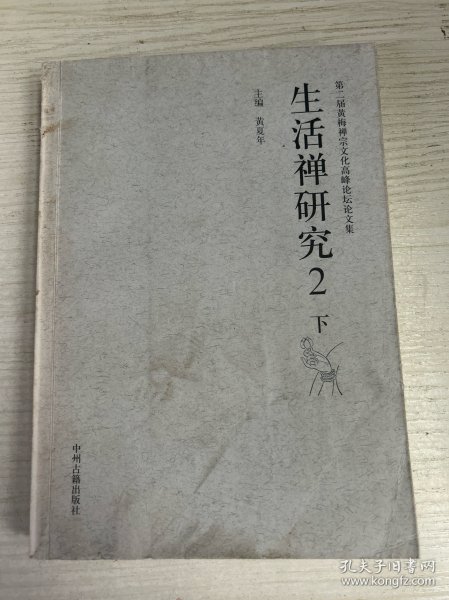 第二届黄梅禅宗文化高峰论坛论文集
生活禅研究2 下
主编 黄夏年
中州古籍出版社
孔夫子旧书网
www.kongfz.com